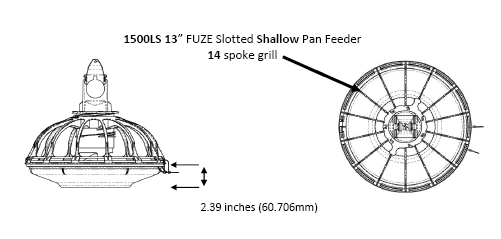 1500LS 13” FUZE Slotted Shallow Pan Feeder
14 spoke grill
2.39 inches (60.706mm)